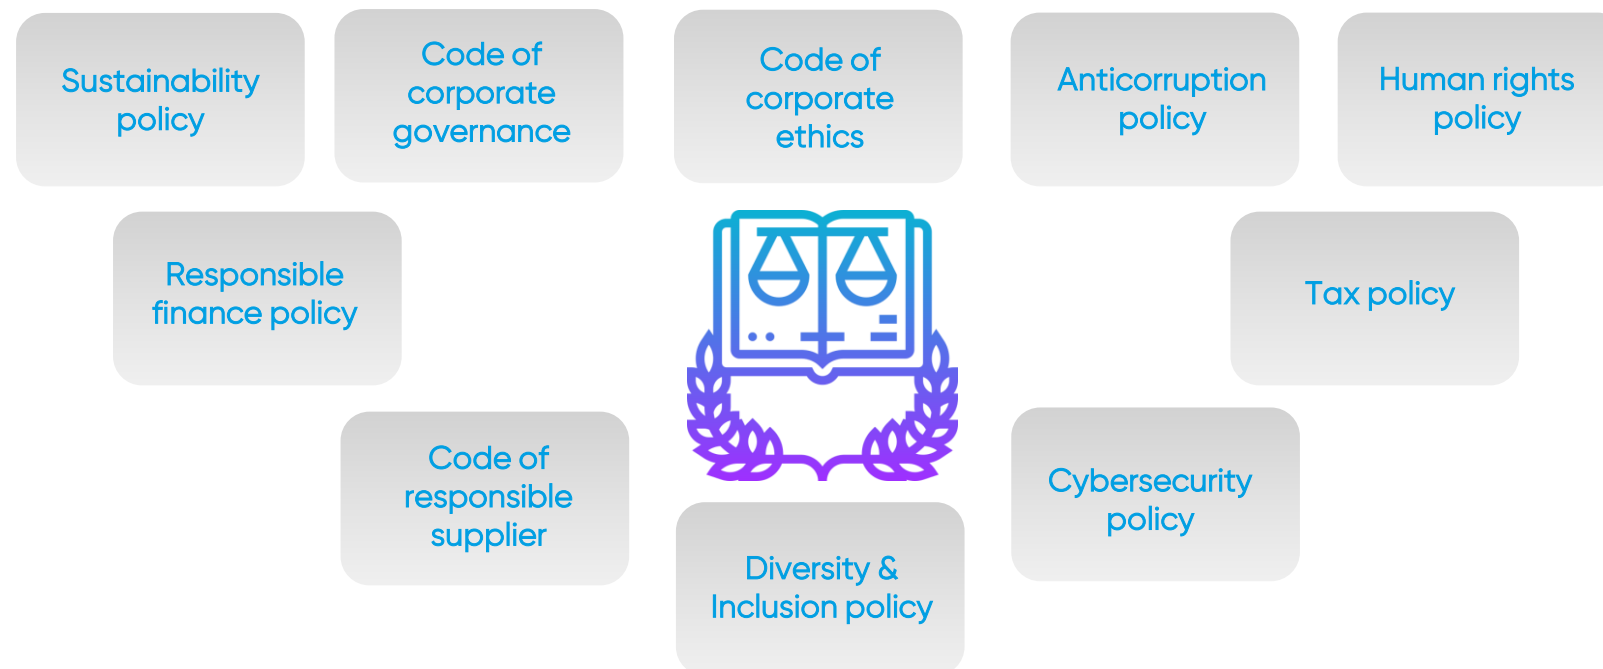 Sustainability
policy
Code of
corporate
governance
Code of
corporate
ethics
Anticorruption
policy
Human rights
policy
Responsible
finance policy
Tax policy
Code of
responsible
supplier
Cybersecurity
policy
Diversity &
Inclusion policy